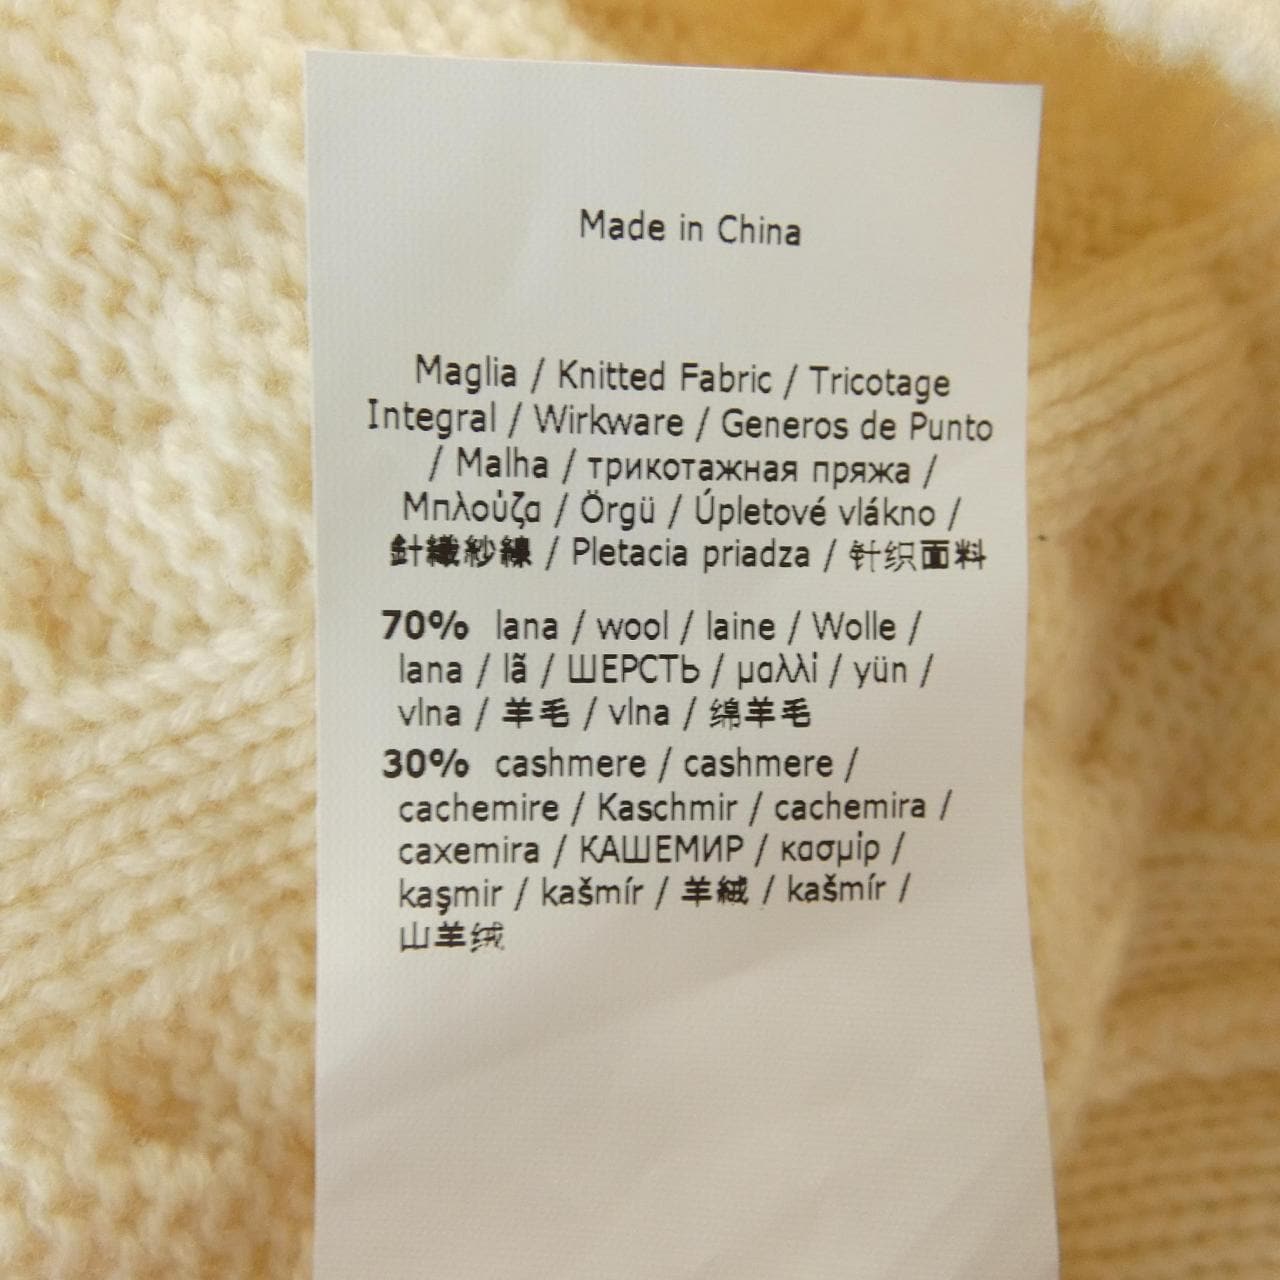 Made in China
Maglia / Knitted Fabric / Tricotage
Integral / Wirkware / Generos de Punto
/ Malha / трикотажная пряжа /
Μπλούζα / Örgü / Úpletové vlákno /
針織紗線 / Pletacia priadza / 针织面料
70% lana / wool / laine / Wolle /
lana / lã / ШЕРСТЬ / μαλλί / yün /
vlna / 羊毛 / vlna / 绵羊毛
30% cashmere / cashmere /
cachemire / Kaschmir / cachemira /
caxemira / КАШЕМИР / κασμίρ /
kaşmir / kašmír / 羊絨 / kašmír /
山羊绒